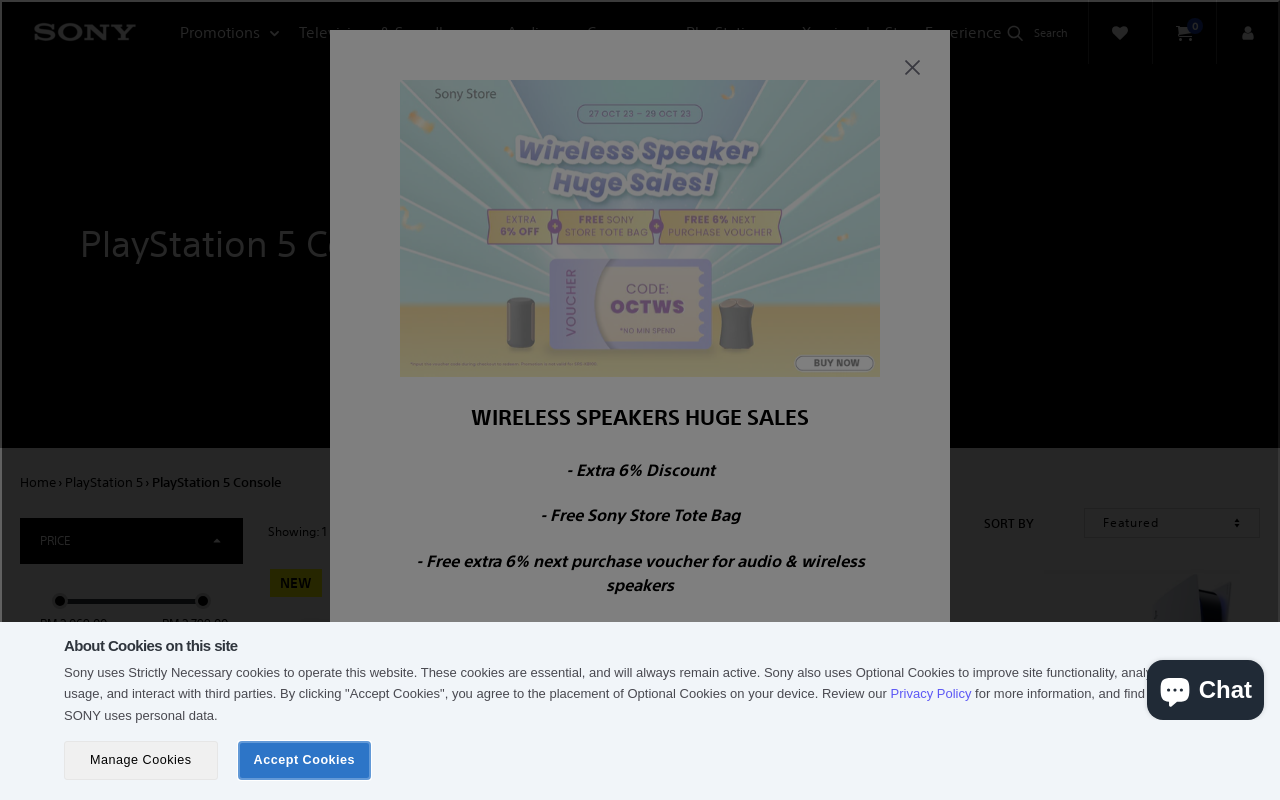 SONY
Promotions
Search
0
Sony Store
27 OCT 23 – 29 OCT 23
Wireless Speaker
Huge Sales!
EXTRA
6% OFF
FREE SONY
STORE TOTE BAG
FREE 6% NEXT
PURCHASE VOUCHER
VOUCHER
CODE:
OCTWS
*NO MIN SPEND
BUY NOW
PlayStation 5 Co
WIRELESS SPEAKERS HUGE SALES
- Extra 6% Discount
- Free Sony Store Tote Bag
- Free extra 6% next purchase voucher for audio & wireless
speakers
Home › PlayStation 5 › PlayStation 5 Console
PRICE
Showing: 1
SORT BY
Featured
NEW
About Cookies on this site
Sony uses Strictly Necessary cookies to operate this website. These cookies are essential, and will always remain active. Sony also uses Optional Cookies to improve site functionality, analy
usage, and interact with third parties. By clicking "Accept Cookies", you agree to the placement of Optional Cookies on your device. Review our Privacy Policy for more information, and find
SONY uses personal data.
Manage Cookies
Accept Cookies
Chat